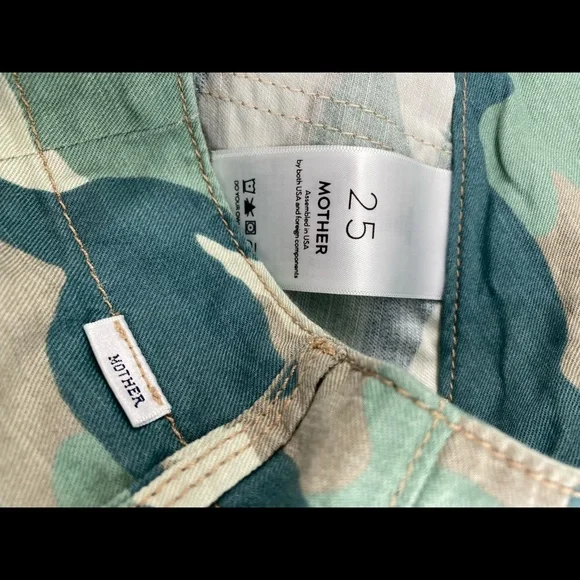 25
MOTHER
Assembled in USA
by both USA and foreign components
MOTHER